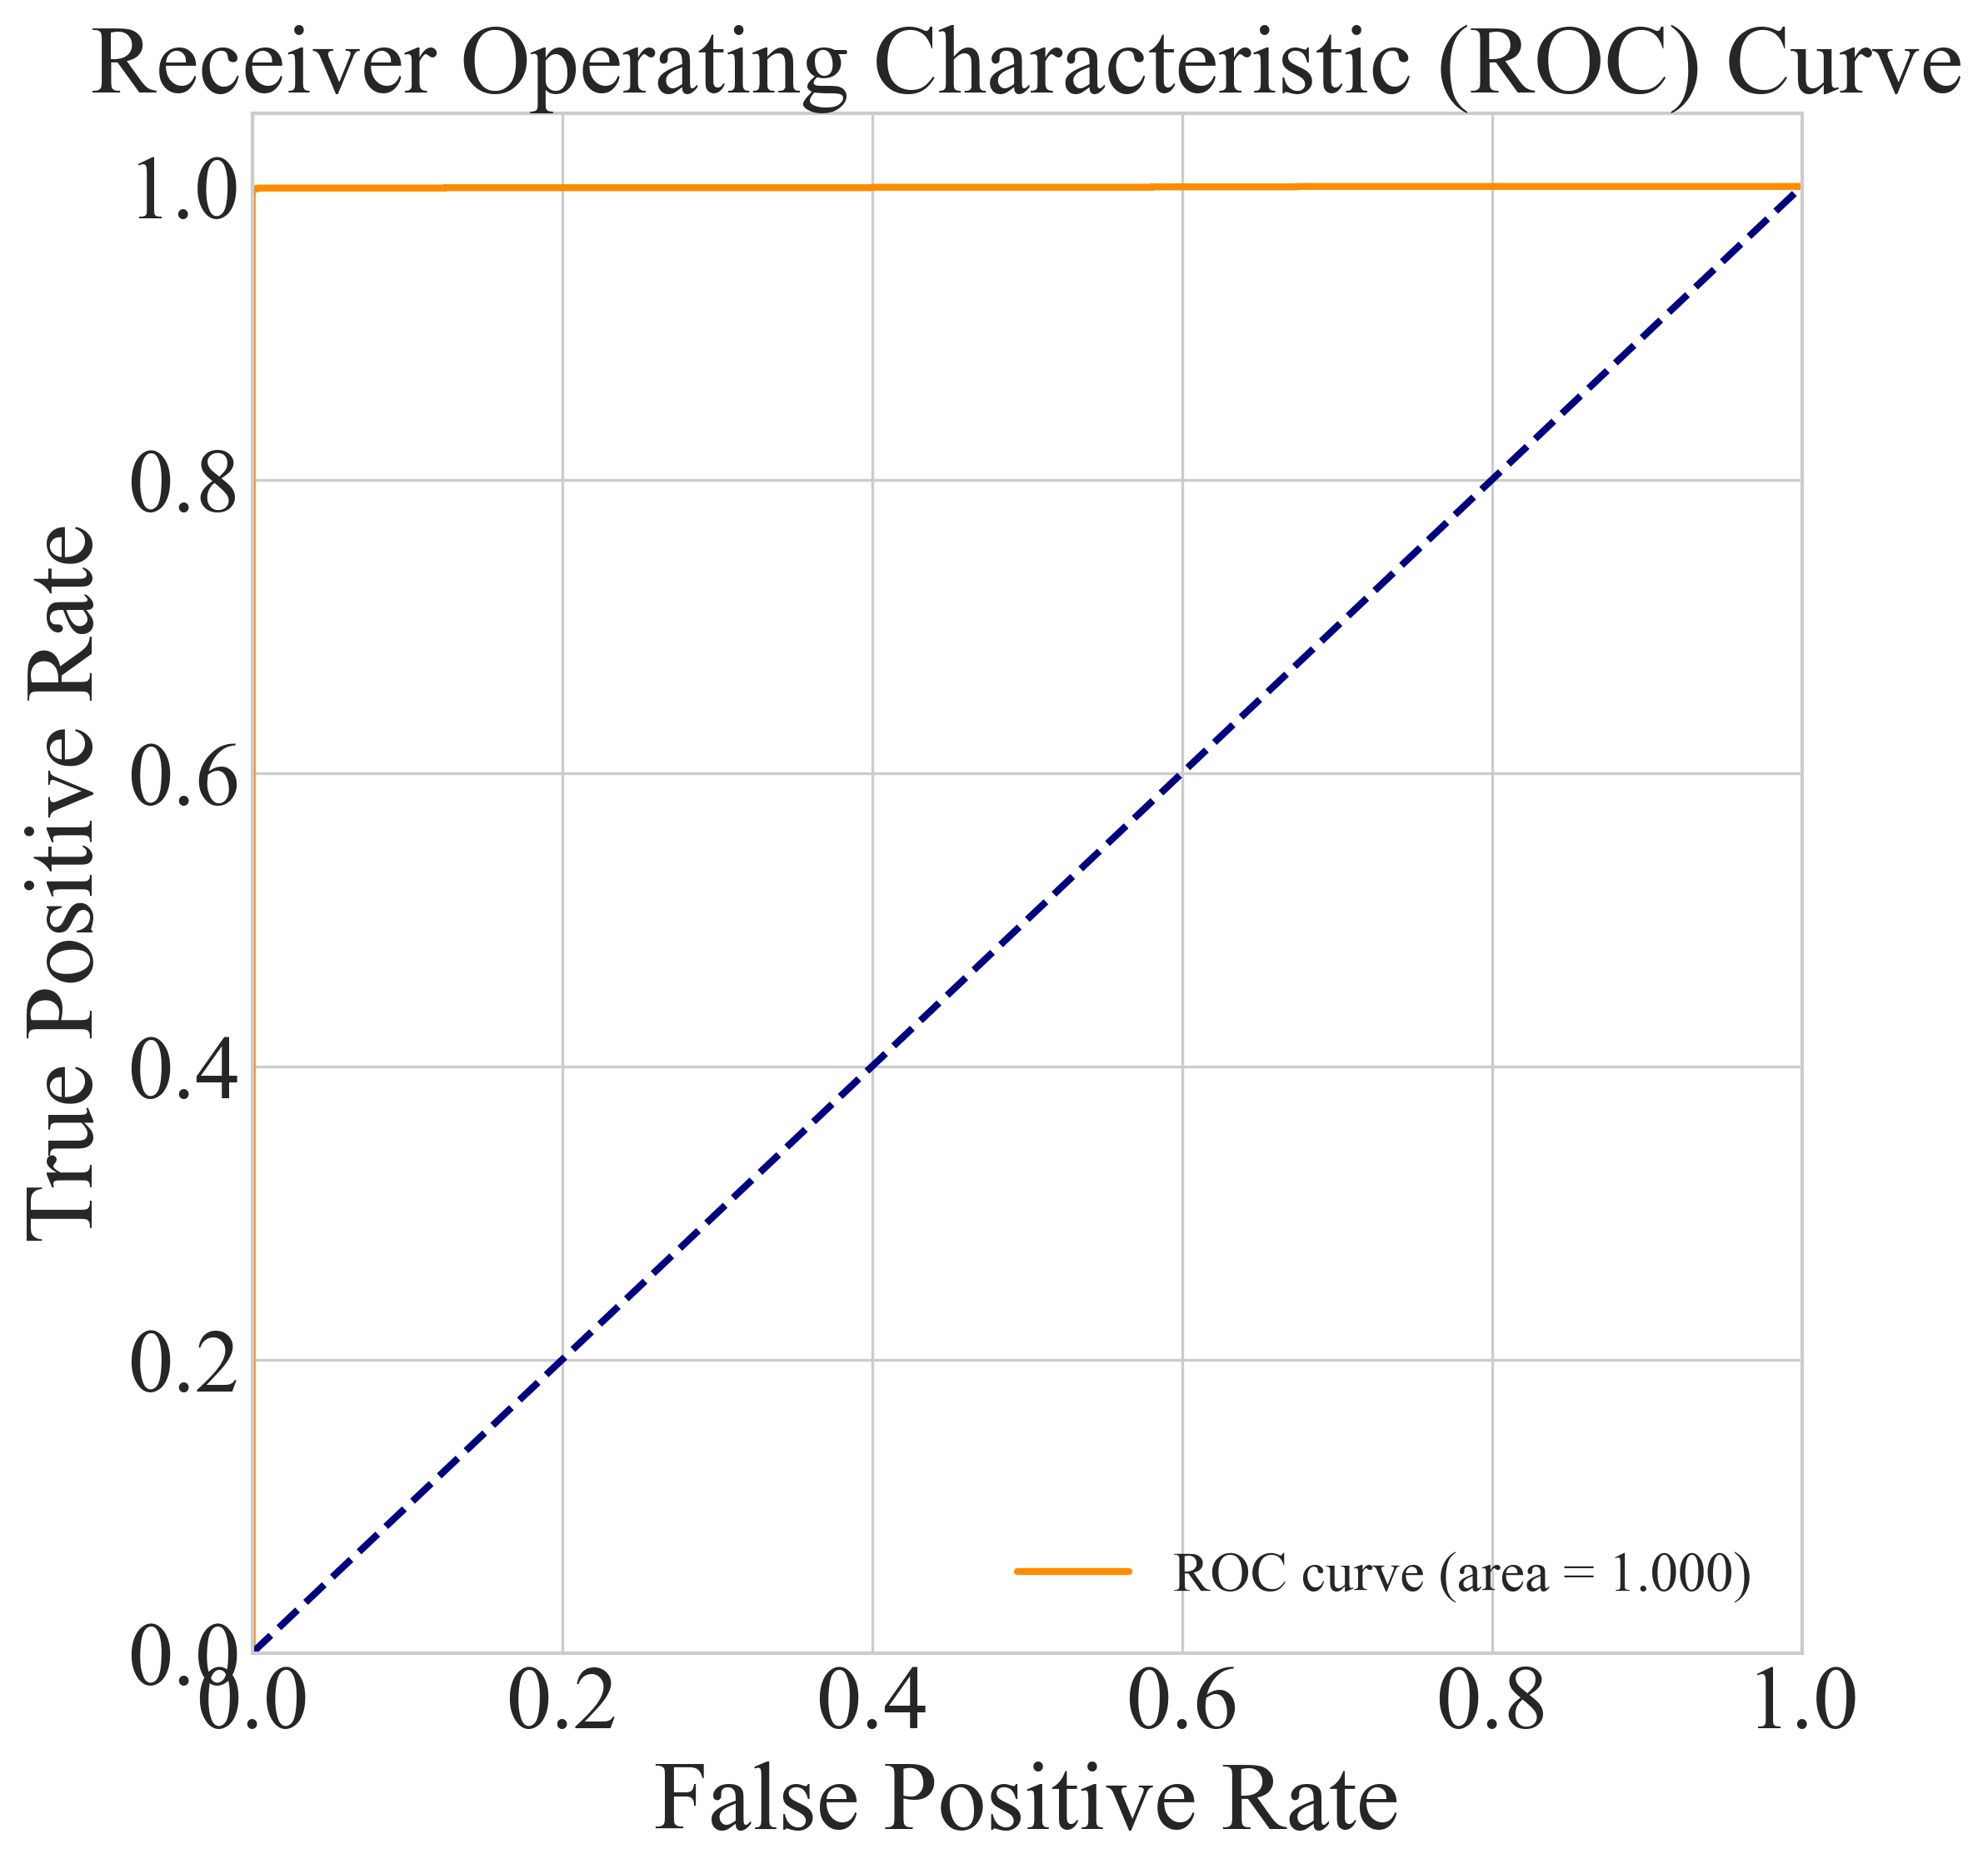 Receiver Operating Characteristic (ROC) Curve
True Positive Rate
1.0
0.8
0.6
0.4
0.2
0.0
ROC curve (area = 1.000)
0.0 0.2 0.4 0.6 0.8 1.0
False Positive Rate